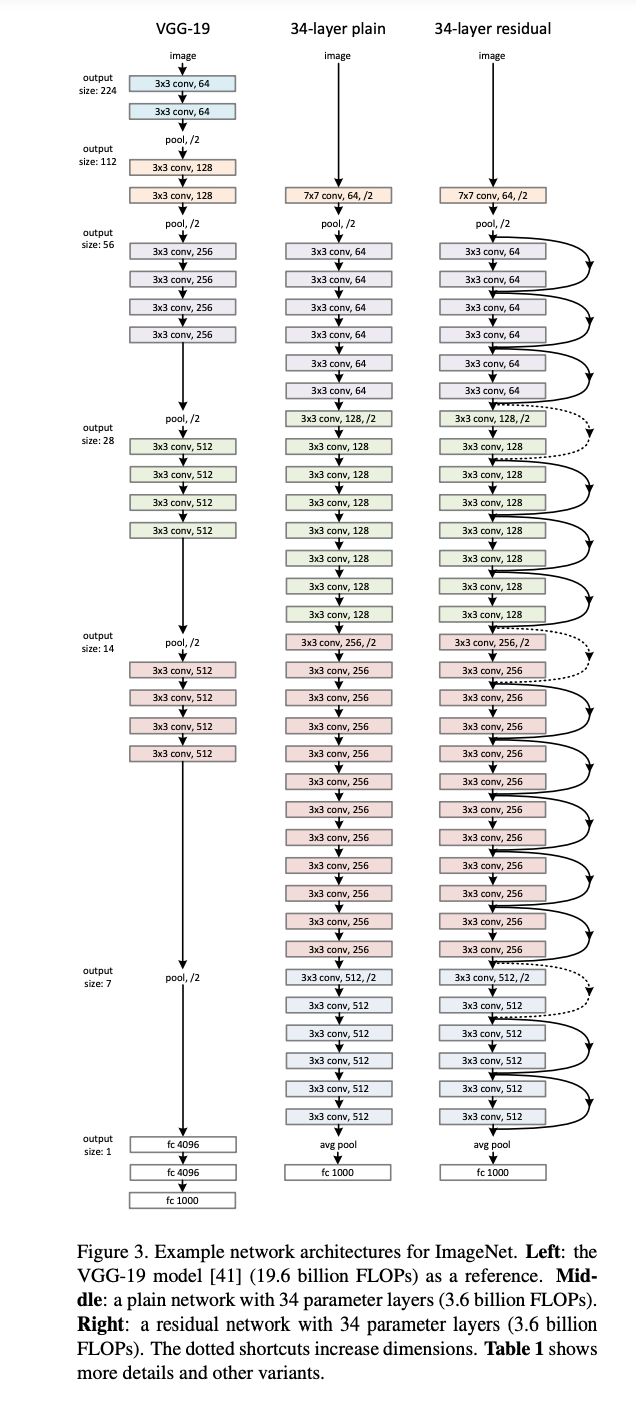 output
size: 224
output
size: 112
output
size: 56
output
size: 28
output
size: 14
output
size: 7
output
size: 1
VGG-19
image
3x3 conv, 64
3x3 conv, 64
pool, /2
3x3 conv, 128
3x3 conv, 128
pool, /2
3x3 conv, 256
3x3 conv, 256
3x3 conv, 256
3x3 conv, 256
pool, /2
3x3 conv, 512
3x3 conv, 512
3x3 conv, 512
3x3 conv, 512
pool, /2
3x3 conv, 512
3x3 conv, 512
3x3 conv, 512
3x3 conv, 512
pool, /2
fc 4096
fc 4096
fc 1000
34-layer plain
image
7x7 conv, 64, /2
pool, /2
3x3 conv, 64
3x3 conv, 64
3x3 conv, 64
3x3 conv, 64
3x3 conv, 64
3x3 conv, 64
3x3 conv, 128, /2
3x3 conv, 128
3x3 conv, 128
3x3 conv, 128
3x3 conv, 128
3x3 conv, 128
3x3 conv, 128
3x3 conv, 128
3x3 conv, 256, /2
3x3 conv, 256
3x3 conv, 256
3x3 conv, 256
3x3 conv, 256
3x3 conv, 256
3x3 conv, 256
3x3 conv, 256
3x3 conv, 256
3x3 conv, 256
3x3 conv, 256
3x3 conv, 256
3x3 conv, 512, /2
3x3 conv, 512
3x3 conv, 512
3x3 conv, 512
3x3 conv, 512
3x3 conv, 512
avg pool
fc 1000
34-layer residual
image
7x7 conv, 64, /2
pool, /2
3x3 conv, 64
3x3 conv, 64
3x3 conv, 64
3x3 conv, 64
3x3 conv, 64
3x3 conv, 64
3x3 conv, 128, /2
3x3 conv, 128
3x3 conv, 128
3x3 conv, 128
3x3 conv, 128
3x3 conv, 128
3x3 conv, 128
3x3 conv, 128
3x3 conv, 256, /2
3x3 conv, 256
3x3 conv, 256
3x3 conv, 256
3x3 conv, 256
3x3 conv, 256
3x3 conv, 256
3x3 conv, 256
3x3 conv, 256
3x3 conv, 256
3x3 conv, 256
3x3 conv, 256
3x3 conv, 512, /2
3x3 conv, 512
3x3 conv, 512
3x3 conv, 512
3x3 conv, 512
3x3 conv, 512
avg pool
fc 1000
Figure 3. Example network architectures for ImageNet. Left: the
VGG-19 model [41] (19.6 billion FLOPs) as a reference. Mid-
dle: a plain network with 34 parameter layers (3.6 billion FLOPs).
Right: a residual network with 34 parameter layers (3.6 billion
FLOPs). The dotted shortcuts increase dimensions. Table 1 shows
more details and other variants.